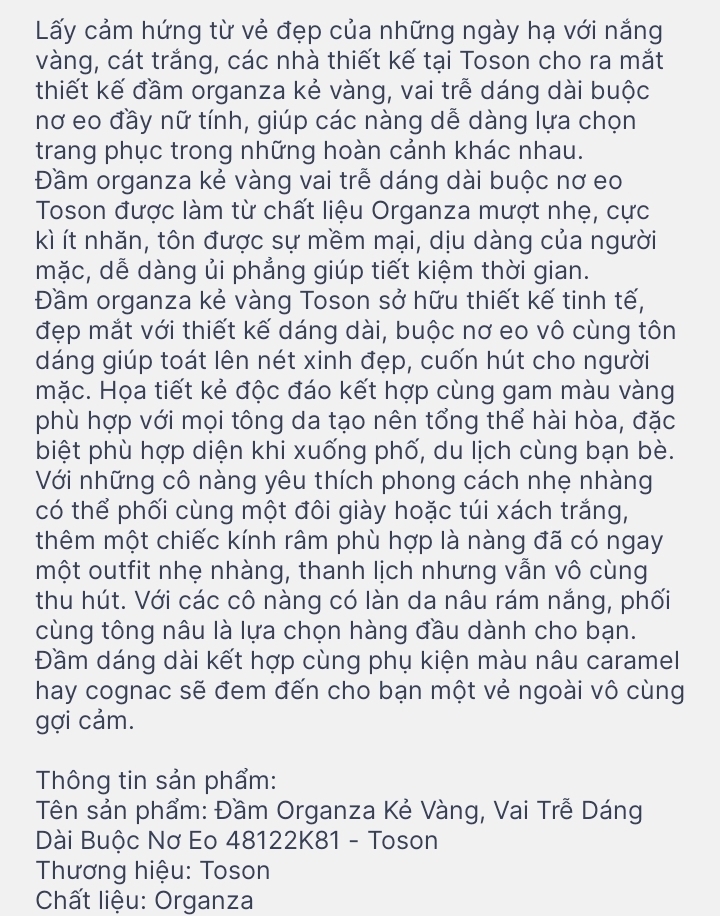 Lấy cảm hứng từ vẻ đẹp của những ngày hạ với nắng
vàng, cát trắng, các nhà thiết kế tại Toson cho ra mắt
thiết kế đầm organza kẻ vàng, vai trễ dáng dài buộc
nơ eo đầy nữ tính, giúp các nàng dễ dàng lựa chọn
trang phục trong những hoàn cảnh khác nhau.
Đầm organza kẻ vàng vai trễ dáng dài buộc nơ eo
Toson được làm từ chất liệu Organza mượt nhẹ, cực
kì ít nhăn, tôn được sự mềm mại, dịu dàng của người
mặc, dễ dàng ủi phẳng giúp tiết kiệm thời gian.
Đầm organza kẻ vàng Toson sở hữu thiết kế tinh tế,
đẹp mắt với thiết kế dáng dài, buộc nơ eo vô cùng tôn
dáng giúp toát lên nét xinh đẹp, cuốn hút cho người
mặc. Họa tiết kẻ độc đáo kết hợp cùng gam màu vàng
phù hợp với mọi tông da tạo nên tổng thể hài hòa, đặc
biệt phù hợp diện khi xuống phố, du lịch cùng bạn bè.
Với những cô nàng yêu thích phong cách nhẹ nhàng
có thể phối cùng một đôi giày hoặc túi xách trắng,
thêm một chiếc kính râm phù hợp là nàng đã có ngay
một outfit nhẹ nhàng, thanh lịch nhưng vẫn vô cùng
thu hút. Với các cô nàng có làn da nâu rám nắng, phối
cùng tông nâu là lựa chọn hàng đầu dành cho bạn.
Đầm dáng dài kết hợp cùng phụ kiện màu nâu caramel
hay cognac sẽ đem đến cho bạn một vẻ ngoài vô cùng
gợi cảm.

Thông tin sản phẩm:
Tên sản phẩm: Đầm Organza Kẻ Vàng, Vai Trễ Dáng
Dài Buộc Nơ Eo 48122K81 - Toson
Thương hiệu: Toson
Chất liệu: Organza